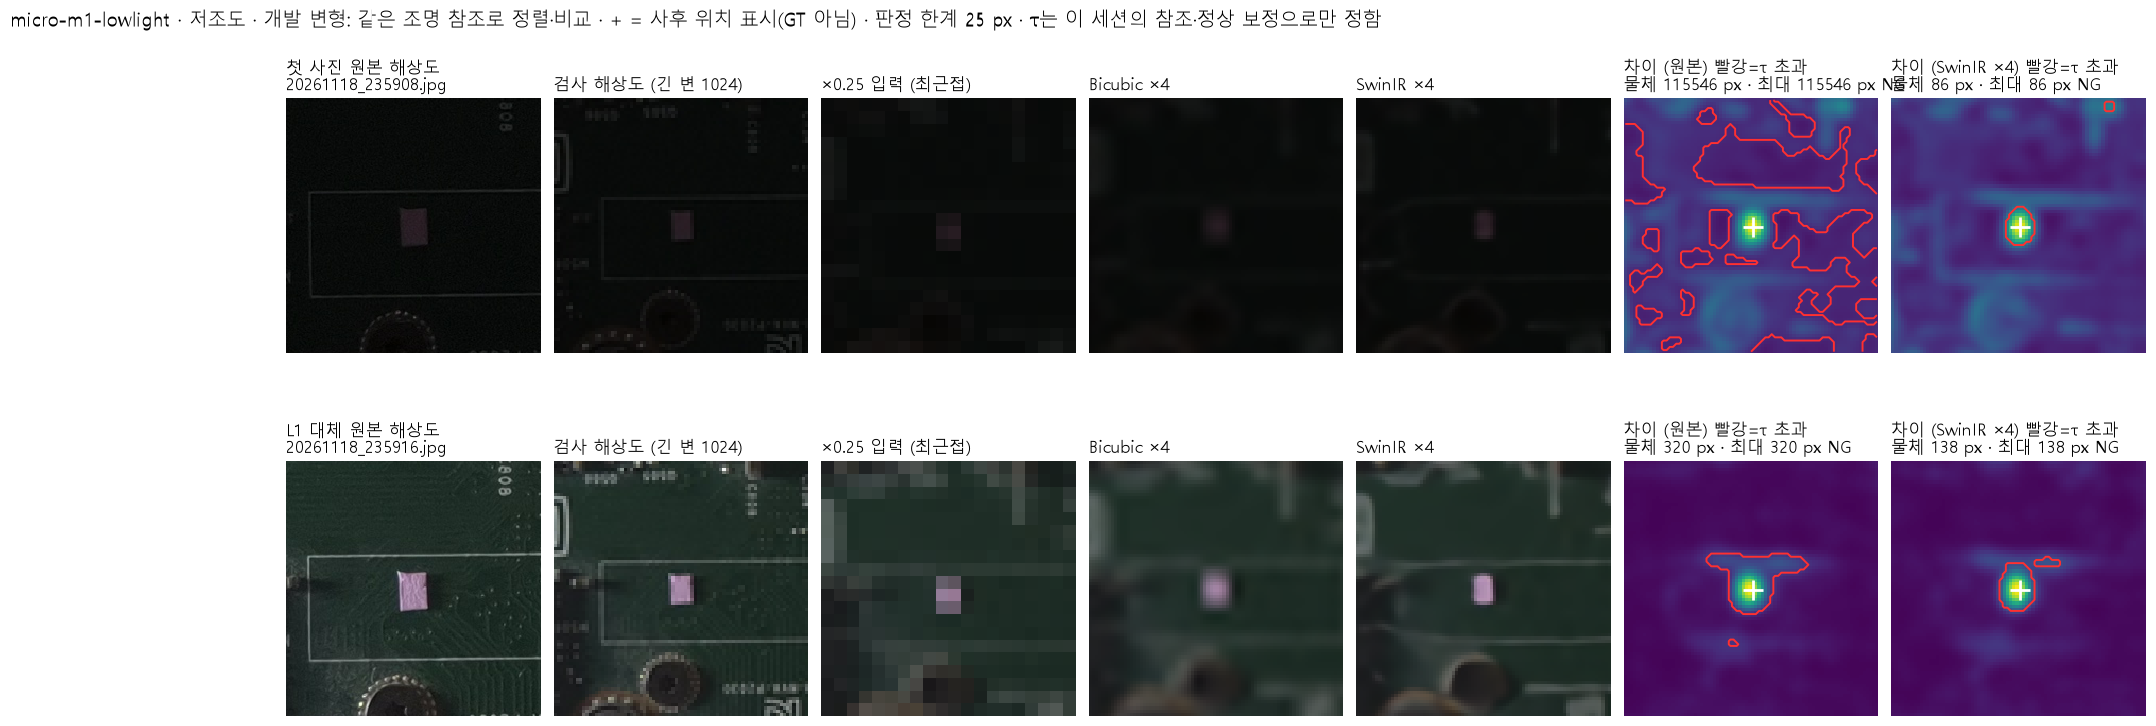 micro-m1-lowlight · 저조도 · 개발 변형: 같은 조명 참조로 정렬·비교 · + = 사후 위치 표시(GT 아님) · 판정 한계 25 px · τ는 이 세션의 참조·정상 보정으로만 정함
첫 사진 원본 해상도
20261118_235908.jpg
검사 해상도 (긴 변 1024)
×0.25 입력 (최근접)
Bicubic ×4
SwinIR ×4
차이 (원본) 빨강=τ 초과
물체 115546 px · 최대 115546 px NG
차이 (SwinIR ×4) 빨강=τ 초과
물체 86 px · 최대 86 px NG
L1 대체 원본 해상도
20261118_235916.jpg
검사 해상도 (긴 변 1024)
×0.25 입력 (최근접)
Bicubic ×4
SwinIR ×4
차이 (원본) 빨강=τ 초과
물체 320 px · 최대 320 px NG
차이 (SwinIR ×4) 빨강=τ 초과
물체 138 px · 최대 138 px NG